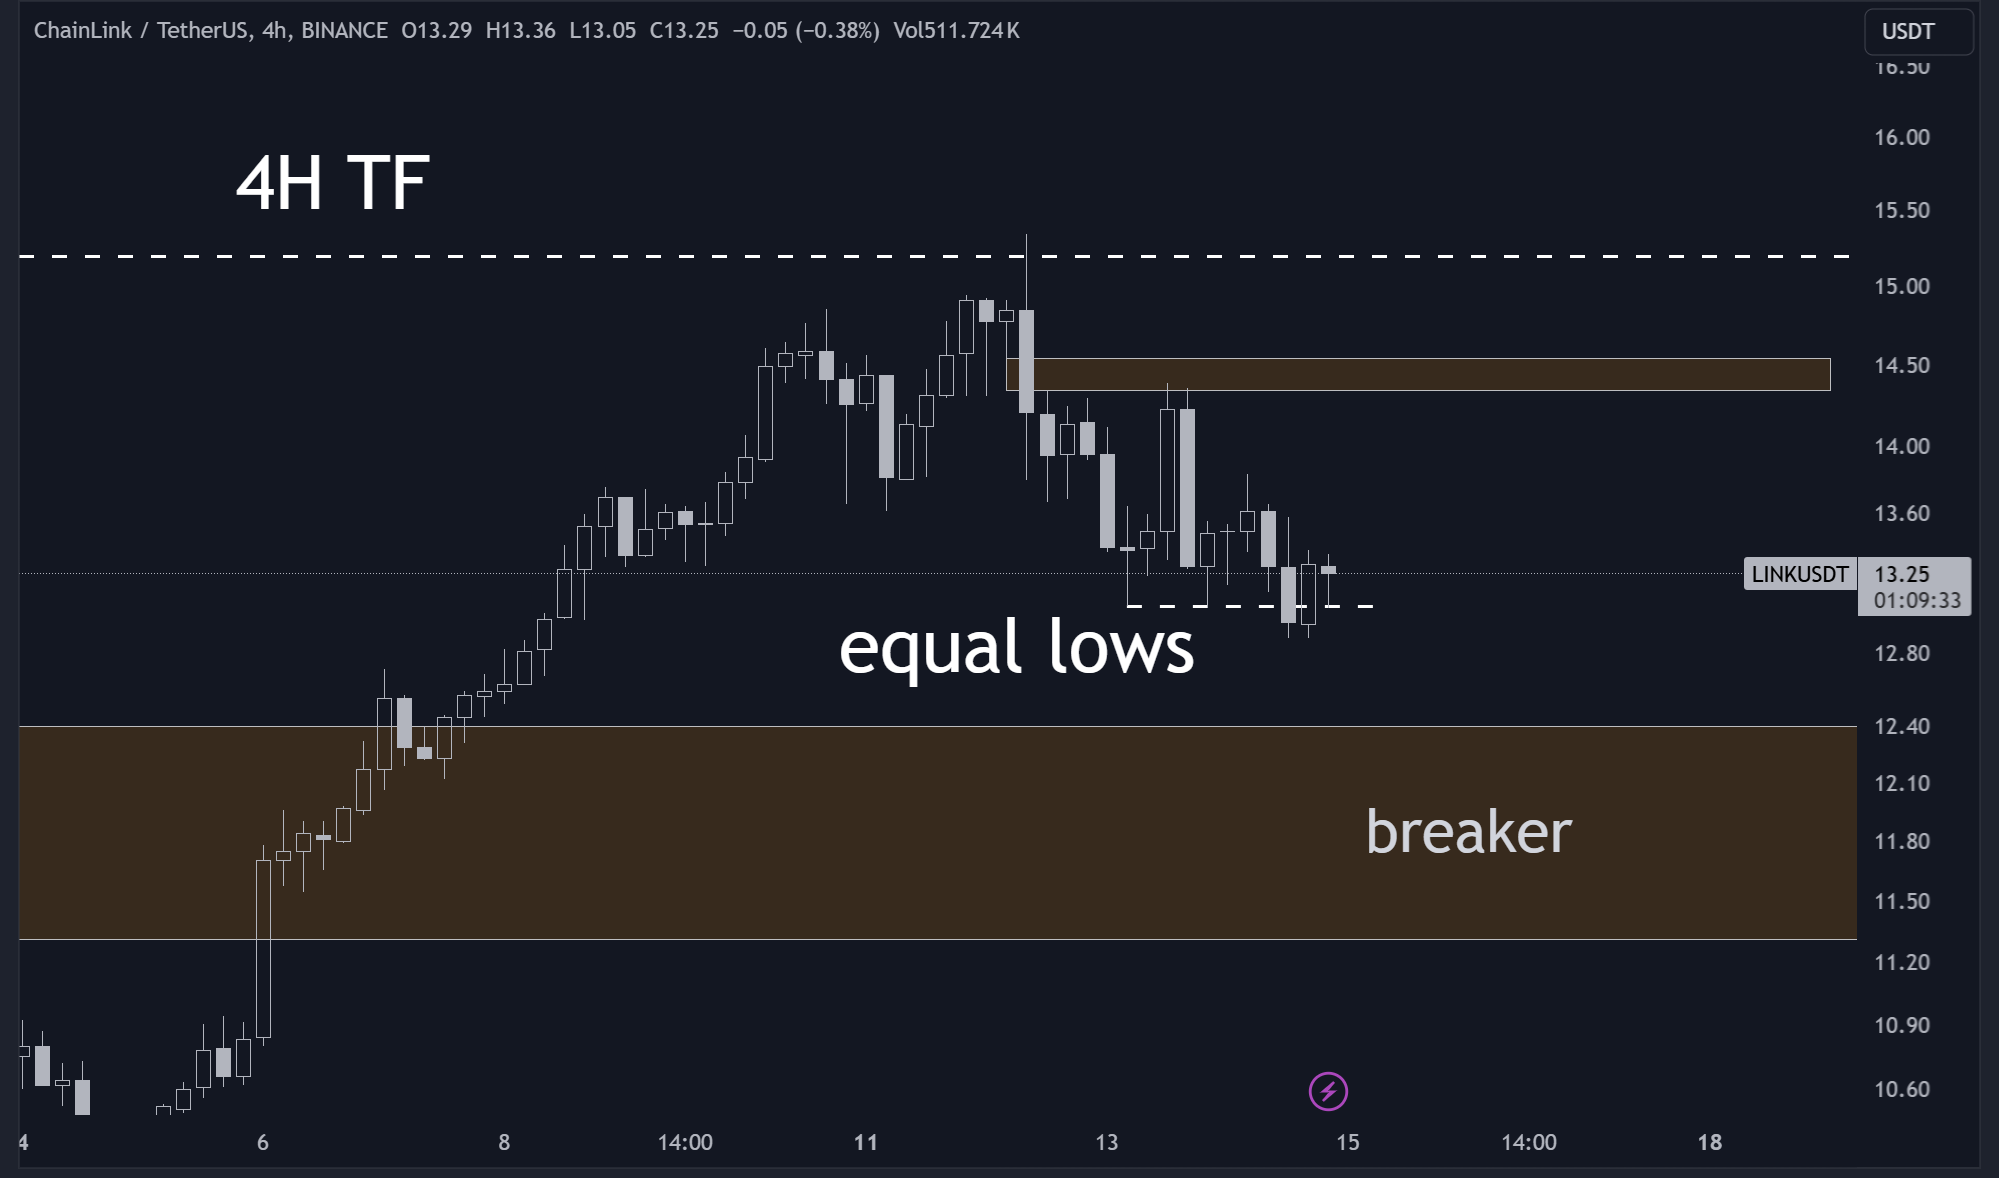 ChainLink / TetherUS, 4h, BINANCE O13.29 H13.36 L13.05 C13.25 −0.05 (−0.38%) Vol511.724K
USDT
16.50
16.00
4H TF
15.50
15.00
14.50
14.00
13.60
LINKUSDT 13.25
01:09:33
equal lows
12.80
12.40
12.10
breaker
11.80
11.50
11.20
10.90
10.60
4 6 8 14:00 11 13 15 14:00 18